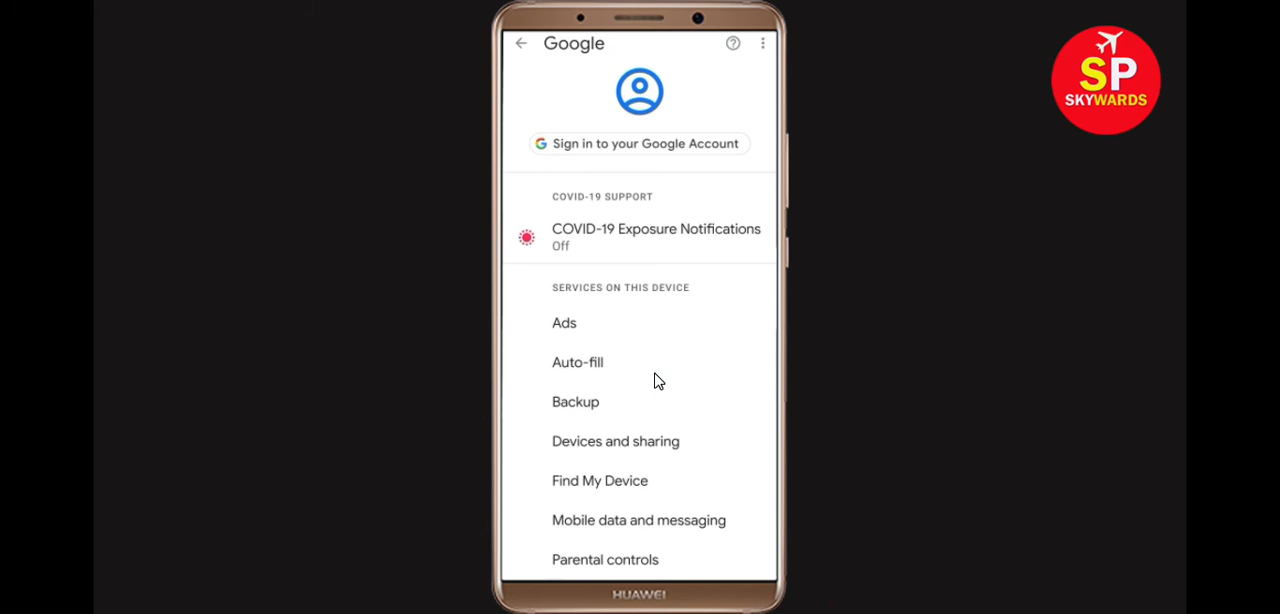 Google
SP
SKYWARDS
Sign in to your Google Account
COVID-19 SUPPORT
COVID-19 Exposure Notifications
Off
SERVICES ON THIS DEVICE
Ads
Auto-fill
Backup
Devices and sharing
Find My Device
Mobile data and messaging
Parental controls
HUAWEI